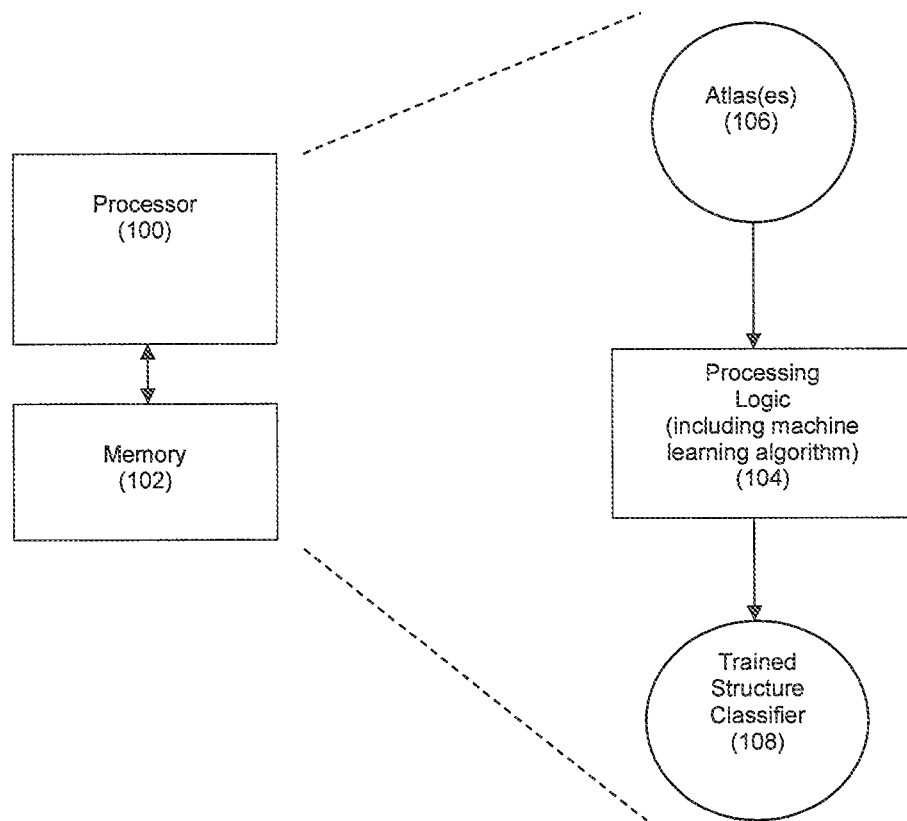 Processor
(100)
Memory
(102)
Atlas(es)
(106)
Processing
Logic
(including machine
learning algorithm)
(104)
Trained
Structure
Classifier
(108)